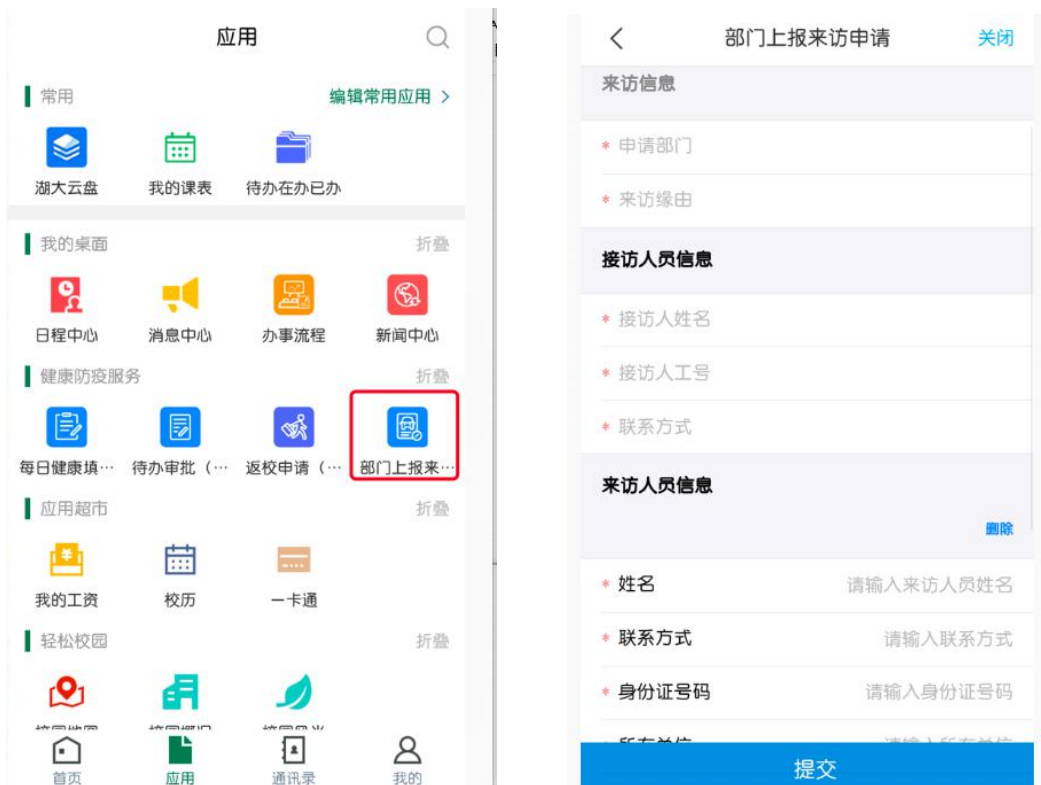 应用
常用
编辑常用应用 >
湖大云盘 我的课表 待办在办已办
我的桌面 折叠
日程中心 消息中心 办事流程 新闻中心
健康防疫服务 折叠
每日健康填… 待办审批（… 返校申请（… 部门上报来…
应用超市 折叠
我的工资 校历 一卡通
轻松校园 折叠
首页 应用 通讯录 我的
部门上报来访申请 关闭
来访信息
* 申请部门
* 来访缘由
接访人员信息
* 接访人姓名
* 接访人工号
* 联系方式
来访人员信息
删除
* 姓名 请输入来访人员姓名
* 联系方式 请输入联系方式
* 身份证号码 请输入身份证号码
提交